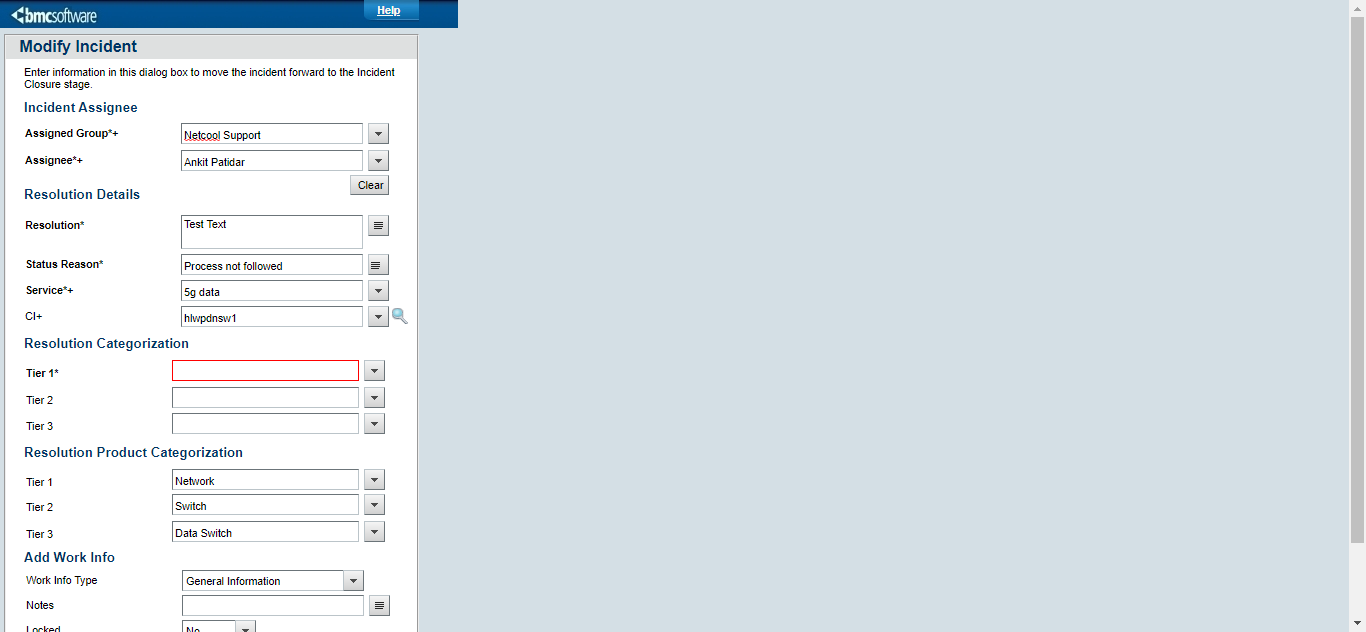 bmcsoftware
Help
Modify Incident
Enter information in this dialog box to move the incident forward to the Incident
Closure stage.
Incident Assignee
Assigned Group*+ Netcool Support
Assignee*+ Ankit Patidar
Clear
Resolution Details
Resolution* Test Text
Status Reason* Process not followed
Service*+ 5g data
CI+ hlwpdnsw1
Resolution Categorization
Tier 1*
Tier 2
Tier 3
Resolution Product Categorization
Tier 1 Network
Tier 2 Switch
Tier 3 Data Switch
Add Work Info
Work Info Type General Information
Notes
Locked No